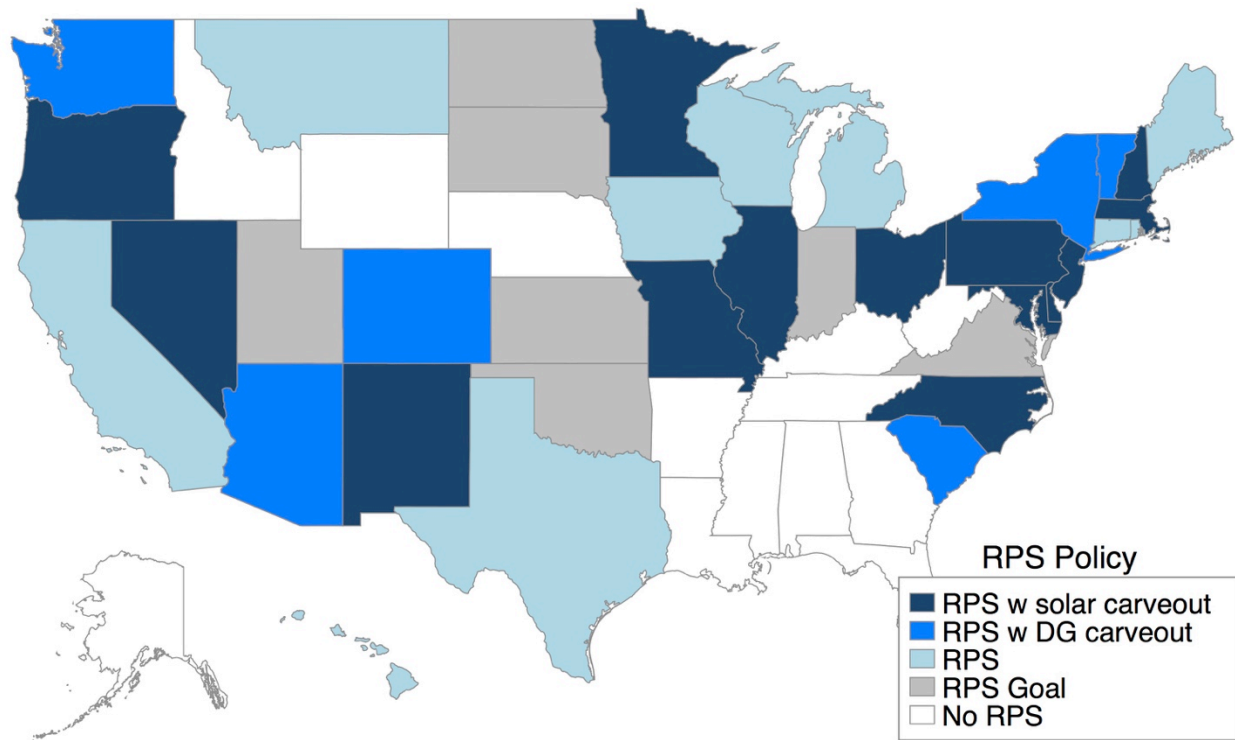 RPS Policy
RPS w solar carveout
RPS w DG carveout
RPS
RPS Goal
No RPS